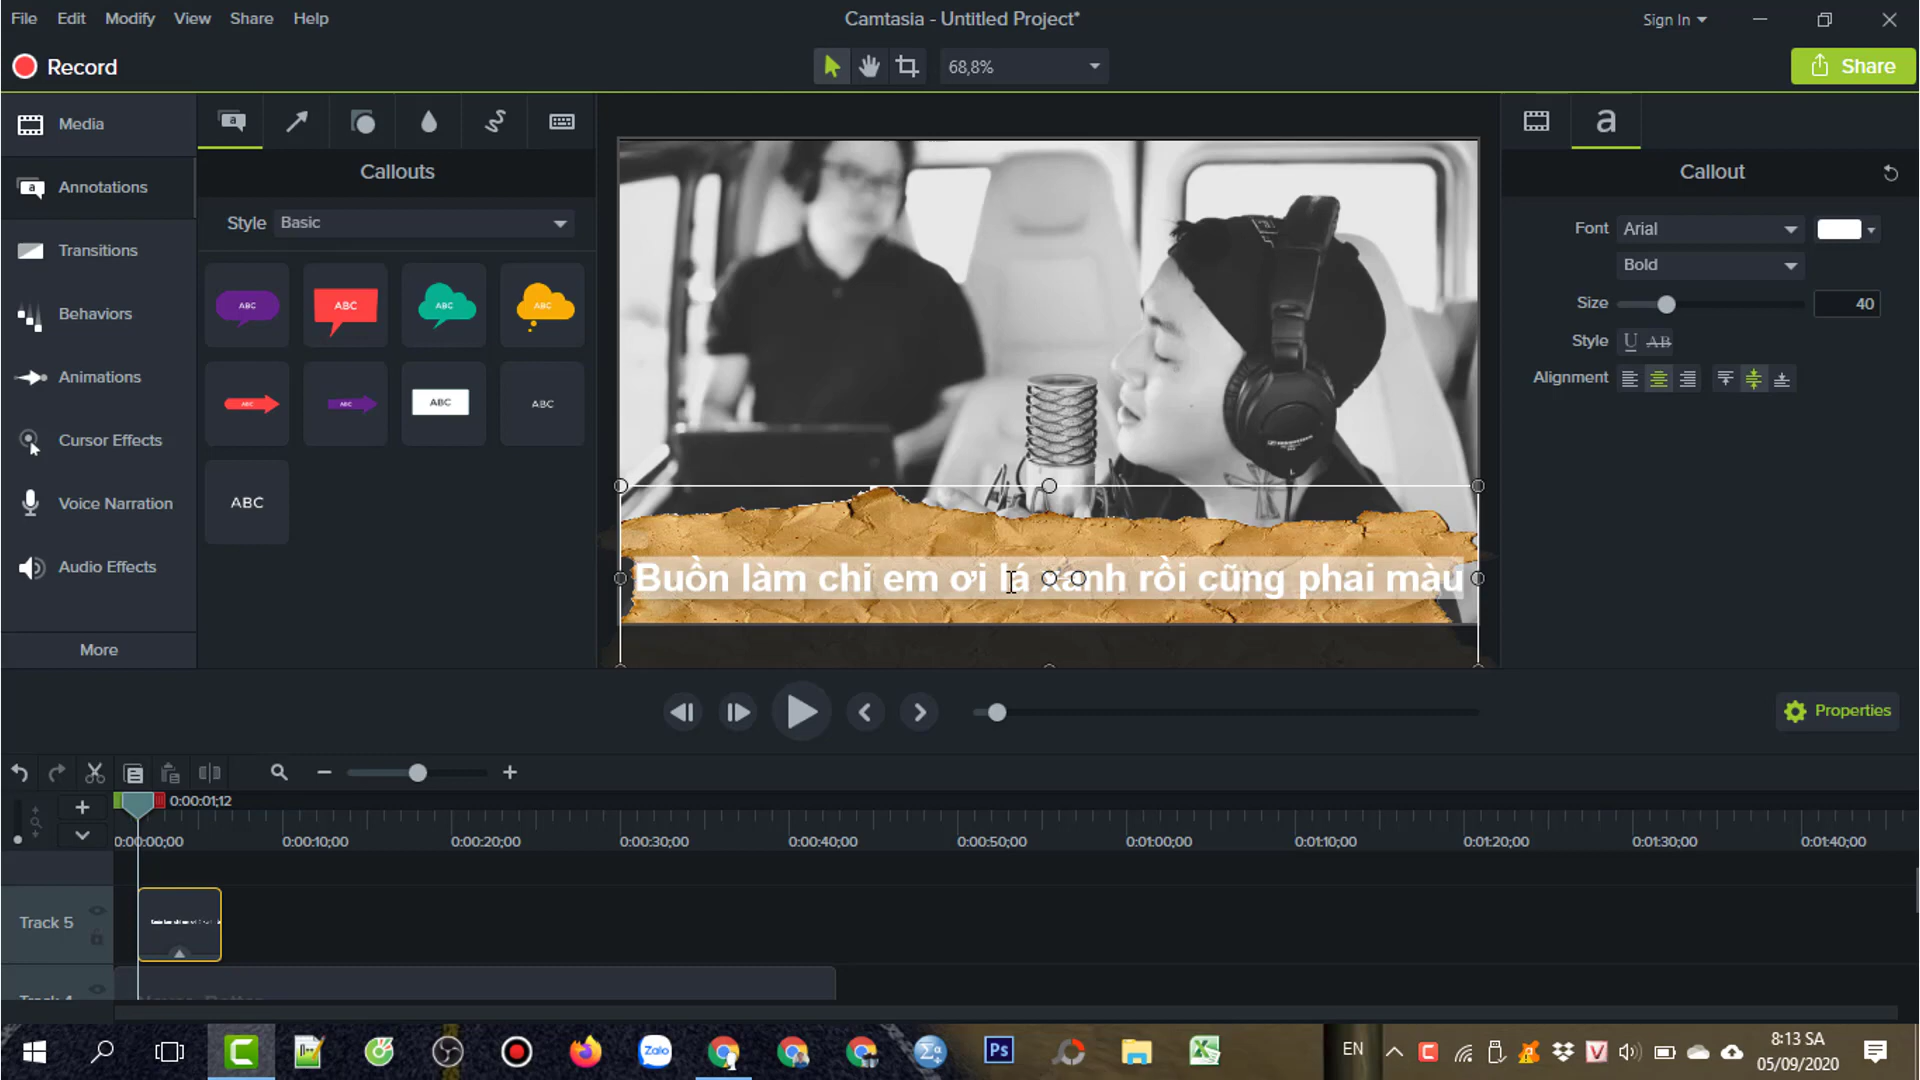 File Edit Modify View Share Help
Camtasia - Untitled Project*
Sign In
Record
68,8%
Share
Media
Annotations
Transitions
Behaviors
Animations
Cursor Effects
Voice Narration
Audio Effects
More
Callouts
Style Basic
ABC ABC ABC ABC
ABC ABC ABC ABC
ABC
Buồn làm chi em ơi lá xanh rồi cũng phai màu
a
Callout
Font Arial
Bold
Size 40
Style U AB
Alignment
Properties
0:00:01;12
0:00:00;00 0:00:10;00 0:00:20;00 0:00:30;00 0:00:40;00 0:00:50;00 0:01:00;00 0:01:10;00 0:01:20;00 0:01:30;00 0:01:40;00
Track 5
Zalo
Ps
EN
8:13 SA
05/09/2020